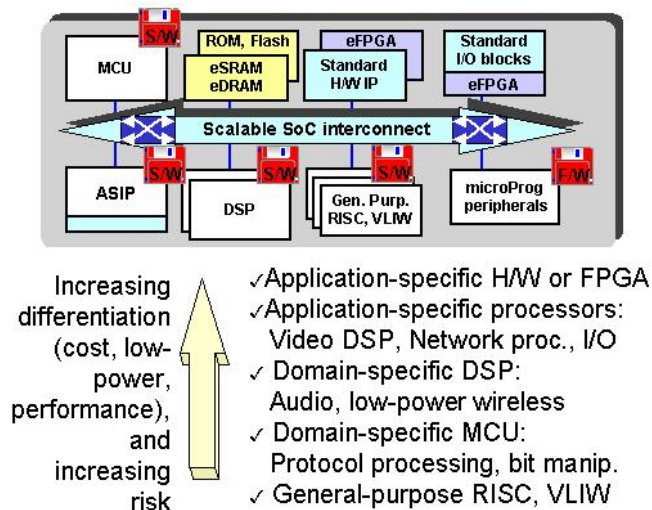 S/W
MCU
ROM, Flash
eSRAM
eDRAM
eFPGA
Standard
H/W IP
Standard
I/O blocks
eFPGA
Scalable SoC interconnect
S/W
S/W
S/W
F/W
ASIP
DSP
Gen. Purp.
RISC, VLIW
microProg
peripherals
Increasing
differentiation
(cost, low-
power,
performance),
and
increasing
risk
✓Application-specific H/W or FPGA
✓Application-specific processors:
Video DSP, Network proc., I/O
✓ Domain-specific DSP:
Audio, low-power wireless
✓ Domain-specific MCU:
Protocol processing, bit manip.
✓ General-purpose RISC, VLIW